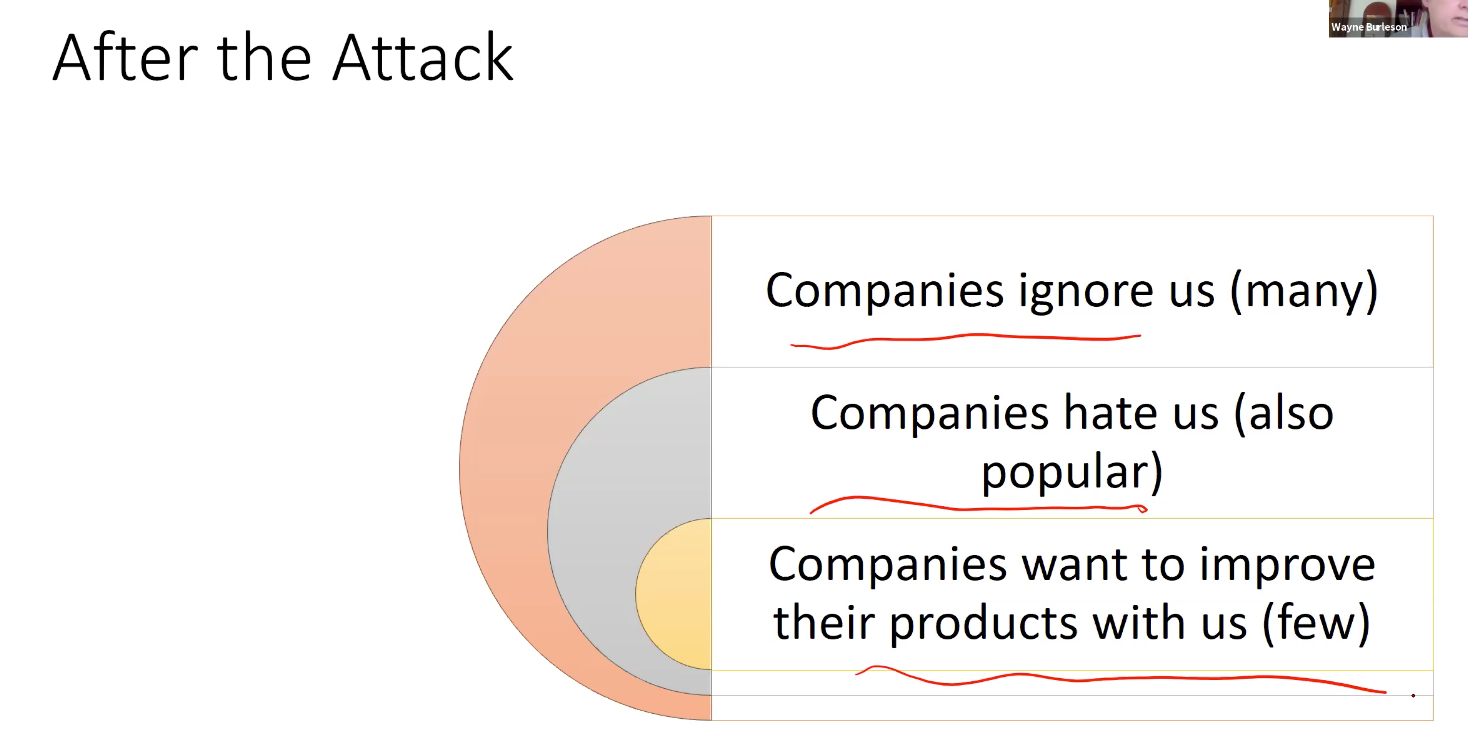 Wayne Burleson
After the Attack
Companies ignore us (many)
Companies hate us (also
popular)
Companies want to improve
their products with us (few)